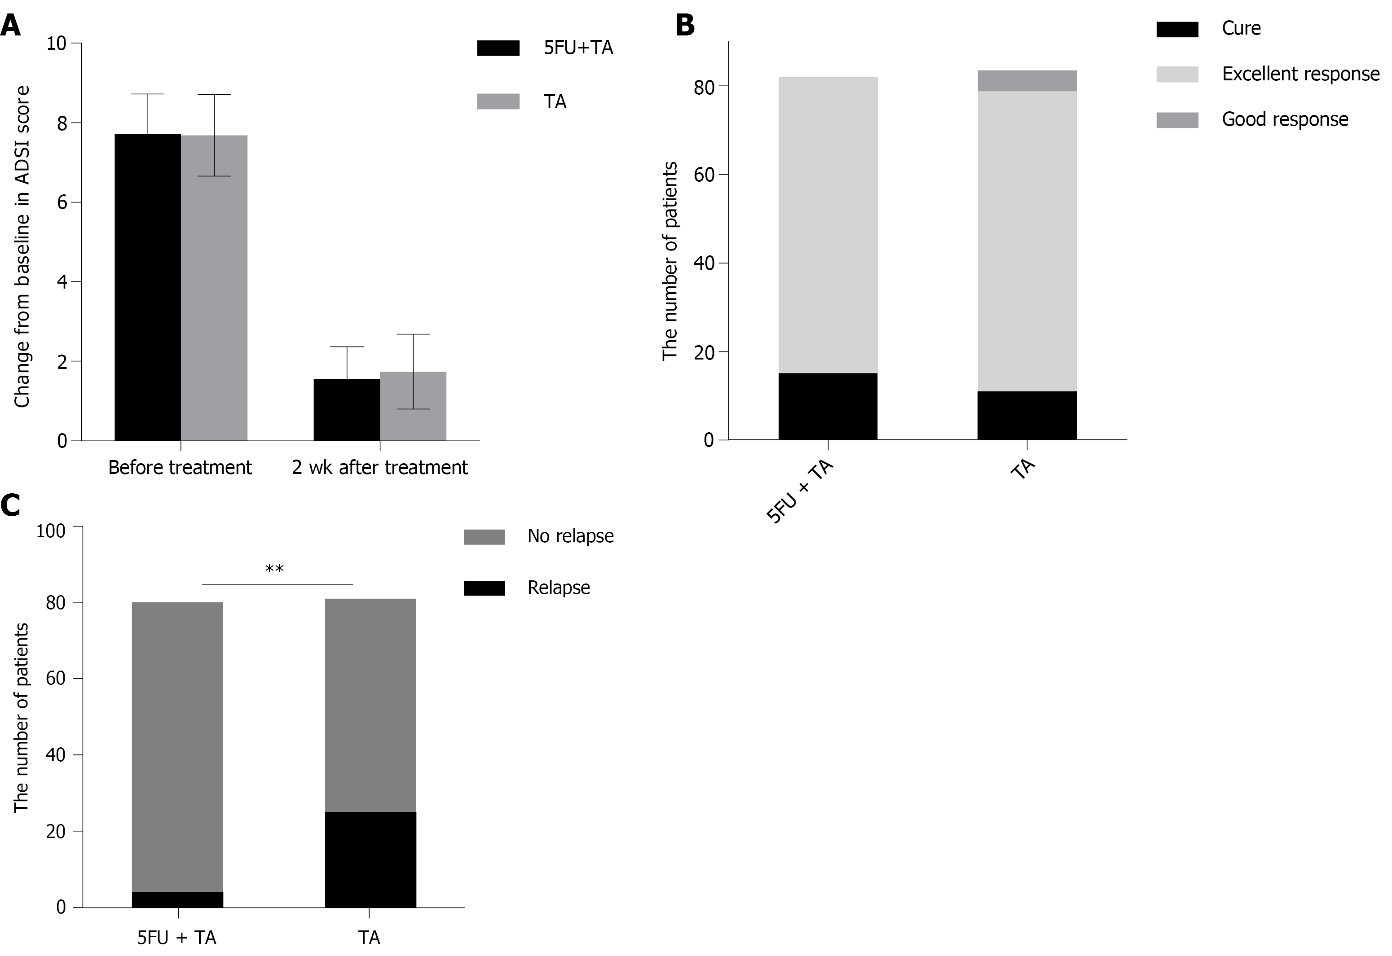 A
Change from baseline in ADSI score
10
8
6
4
2
0
5FU+TA
TA
Before treatment
2 wk after treatment
B
The number of patients
80
60
40
20
0
Cure
Excellent response
Good response
5FU + TA
TA
C
The number of patients
100
80
60
40
20
0
**
No relapse
Relapse
5FU + TA
TA